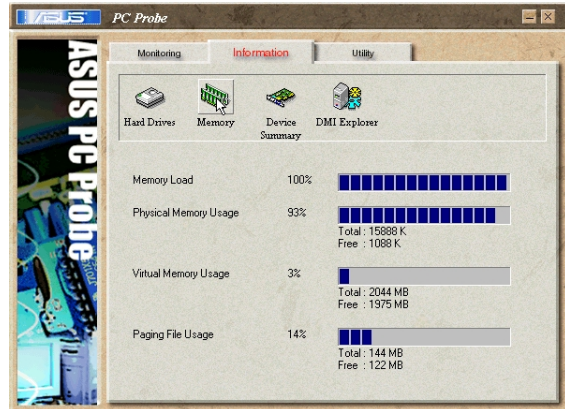 ASUS PC Probe
ASUS PC Probe
Monitoring Information Utility
Hard Drives Memory Device Summary DMI Explorer
Memory Load 100%
Physical Memory Usage 93%
Total : 15888 K
Free : 1088 K
Virtual Memory Usage 3%
Total : 2044 MB
Free : 1975 MB
Paging File Usage 14%
Total : 144 MB
Free : 122 MB